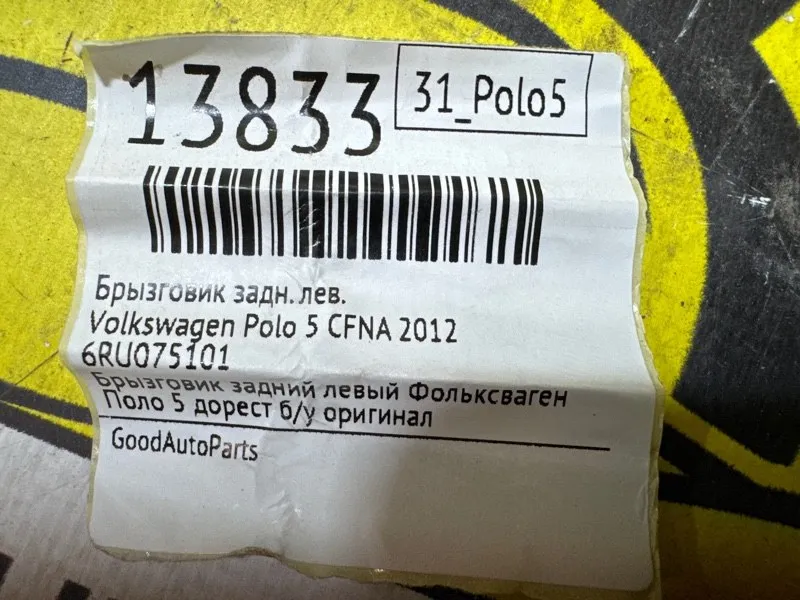 13833
31_Polo5
Брызговик задн.лев.
Volkswagen Polo 5 CFNA 2012
6RU075101
Брызговик задний левый Фольксваген
Поло 5 дорест б/у оригинал
GoodAutoParts